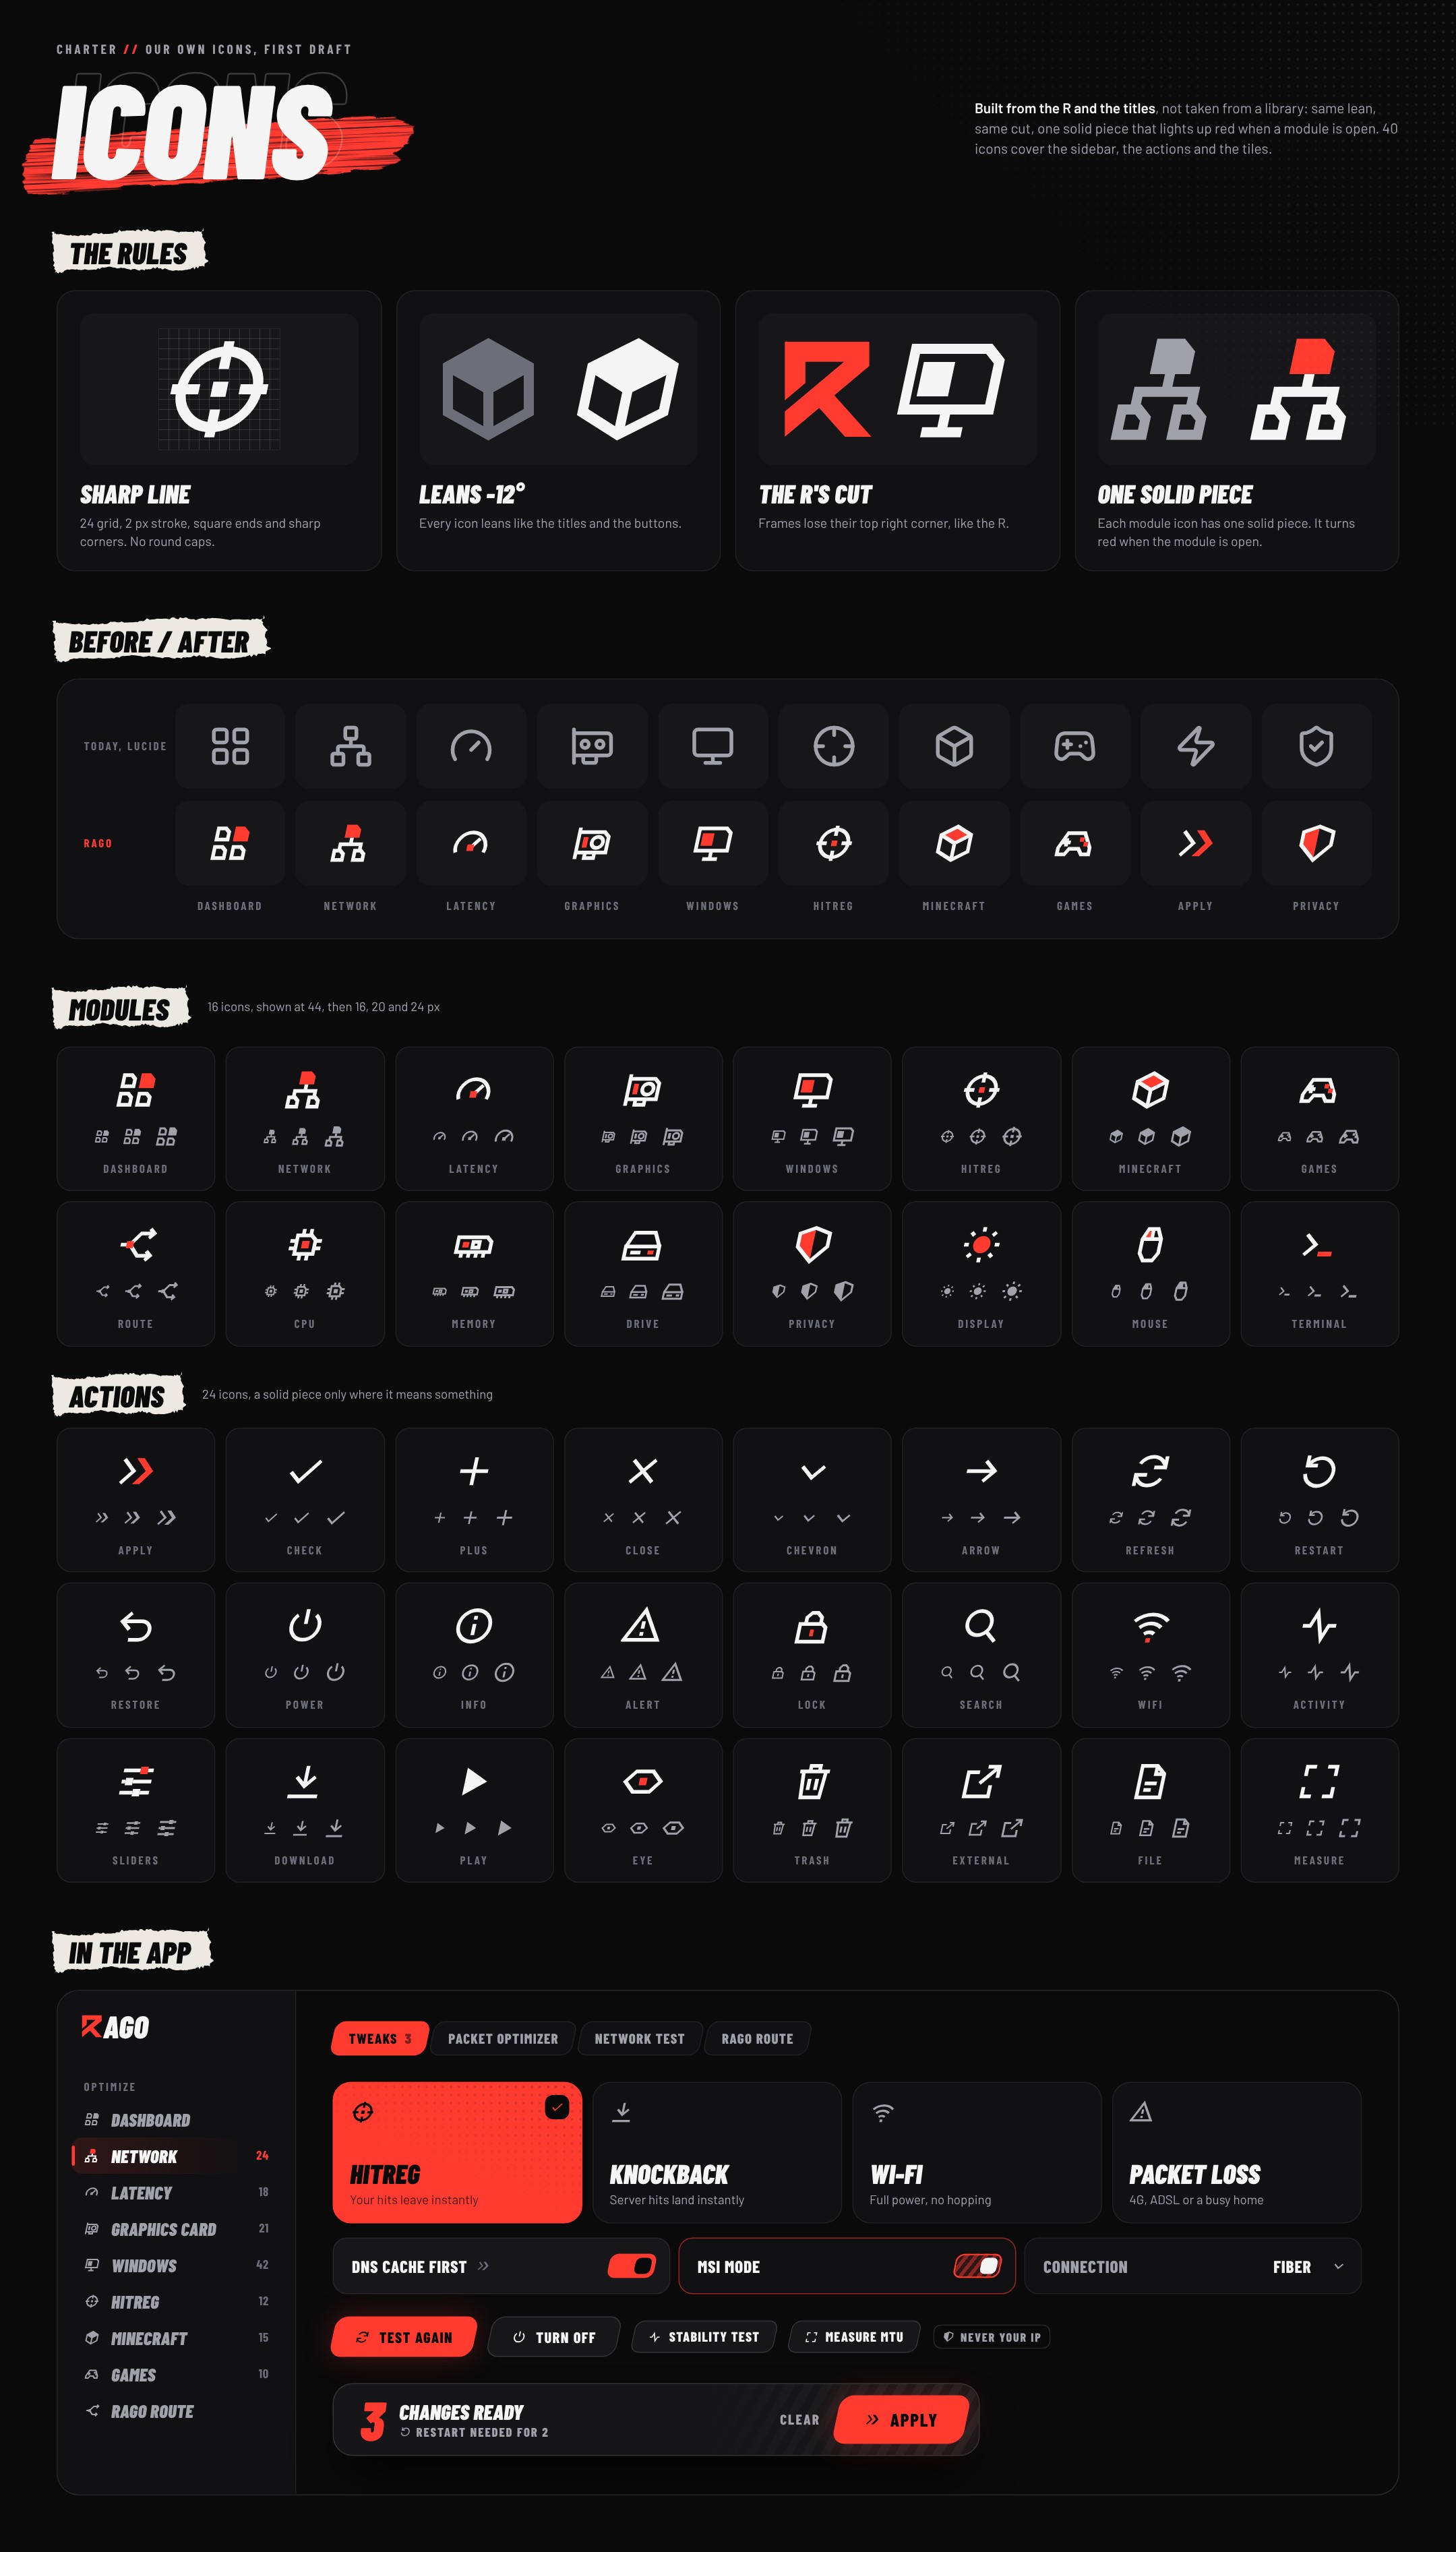 CHARTER // OUR OWN ICONS, FIRST DRAFT
ICONS
Built from the R and the titles, not taken from a library: same lean,
same cut, one solid piece that lights up red when a module is open. 40
icons cover the sidebar, the actions and the tiles.
THE RULES
SHARP LINE
24 grid, 2 px stroke, square ends and sharp
corners. No round caps.
LEANS -12°
Every icon leans like the titles and the buttons.
THE R'S CUT
Frames lose their top right corner, like the R.
ONE SOLID PIECE
Each module icon has one solid piece. It turns
red when the module is open.
BEFORE / AFTER
TODAY, LUCIDE
RAGO
DASHBOARD NETWORK LATENCY GRAPHICS WINDOWS HITREG MINECRAFT GAMES APPLY PRIVACY
MODULES 16 icons, shown at 44, then 16, 20 and 24 px
DASHBOARD NETWORK LATENCY GRAPHICS WINDOWS HITREG MINECRAFT GAMES
ROUTE CPU MEMORY DRIVE PRIVACY DISPLAY MOUSE TERMINAL
ACTIONS 24 icons, a solid piece only where it means something
APPLY CHECK PLUS CLOSE CHEVRON ARROW REFRESH RESTART
RESTORE POWER INFO ALERT LOCK SEARCH WIFI ACTIVITY
SLIDERS DOWNLOAD PLAY EYE TRASH EXTERNAL FILE MEASURE
IN THE APP
RAGO
OPTIMIZE
DASHBOARD
NETWORK 24
LATENCY 18
GRAPHICS CARD 21
WINDOWS 42
HITREG 12
MINECRAFT 15
GAMES 10
RAGO ROUTE
TWEAKS 3 PACKET OPTIMIZER NETWORK TEST RAGO ROUTE
HITREG
Your hits leave instantly
KNOCKBACK
Server hits land instantly
WI-FI
Full power, no hopping
PACKET LOSS
4G, ADSL or a busy home
DNS CACHE FIRST MSI MODE CONNECTION FIBER
TEST AGAIN TURN OFF STABILITY TEST MEASURE MTU NEVER YOUR IP
3 CHANGES READY
RESTART NEEDED FOR 2
CLEAR APPLY